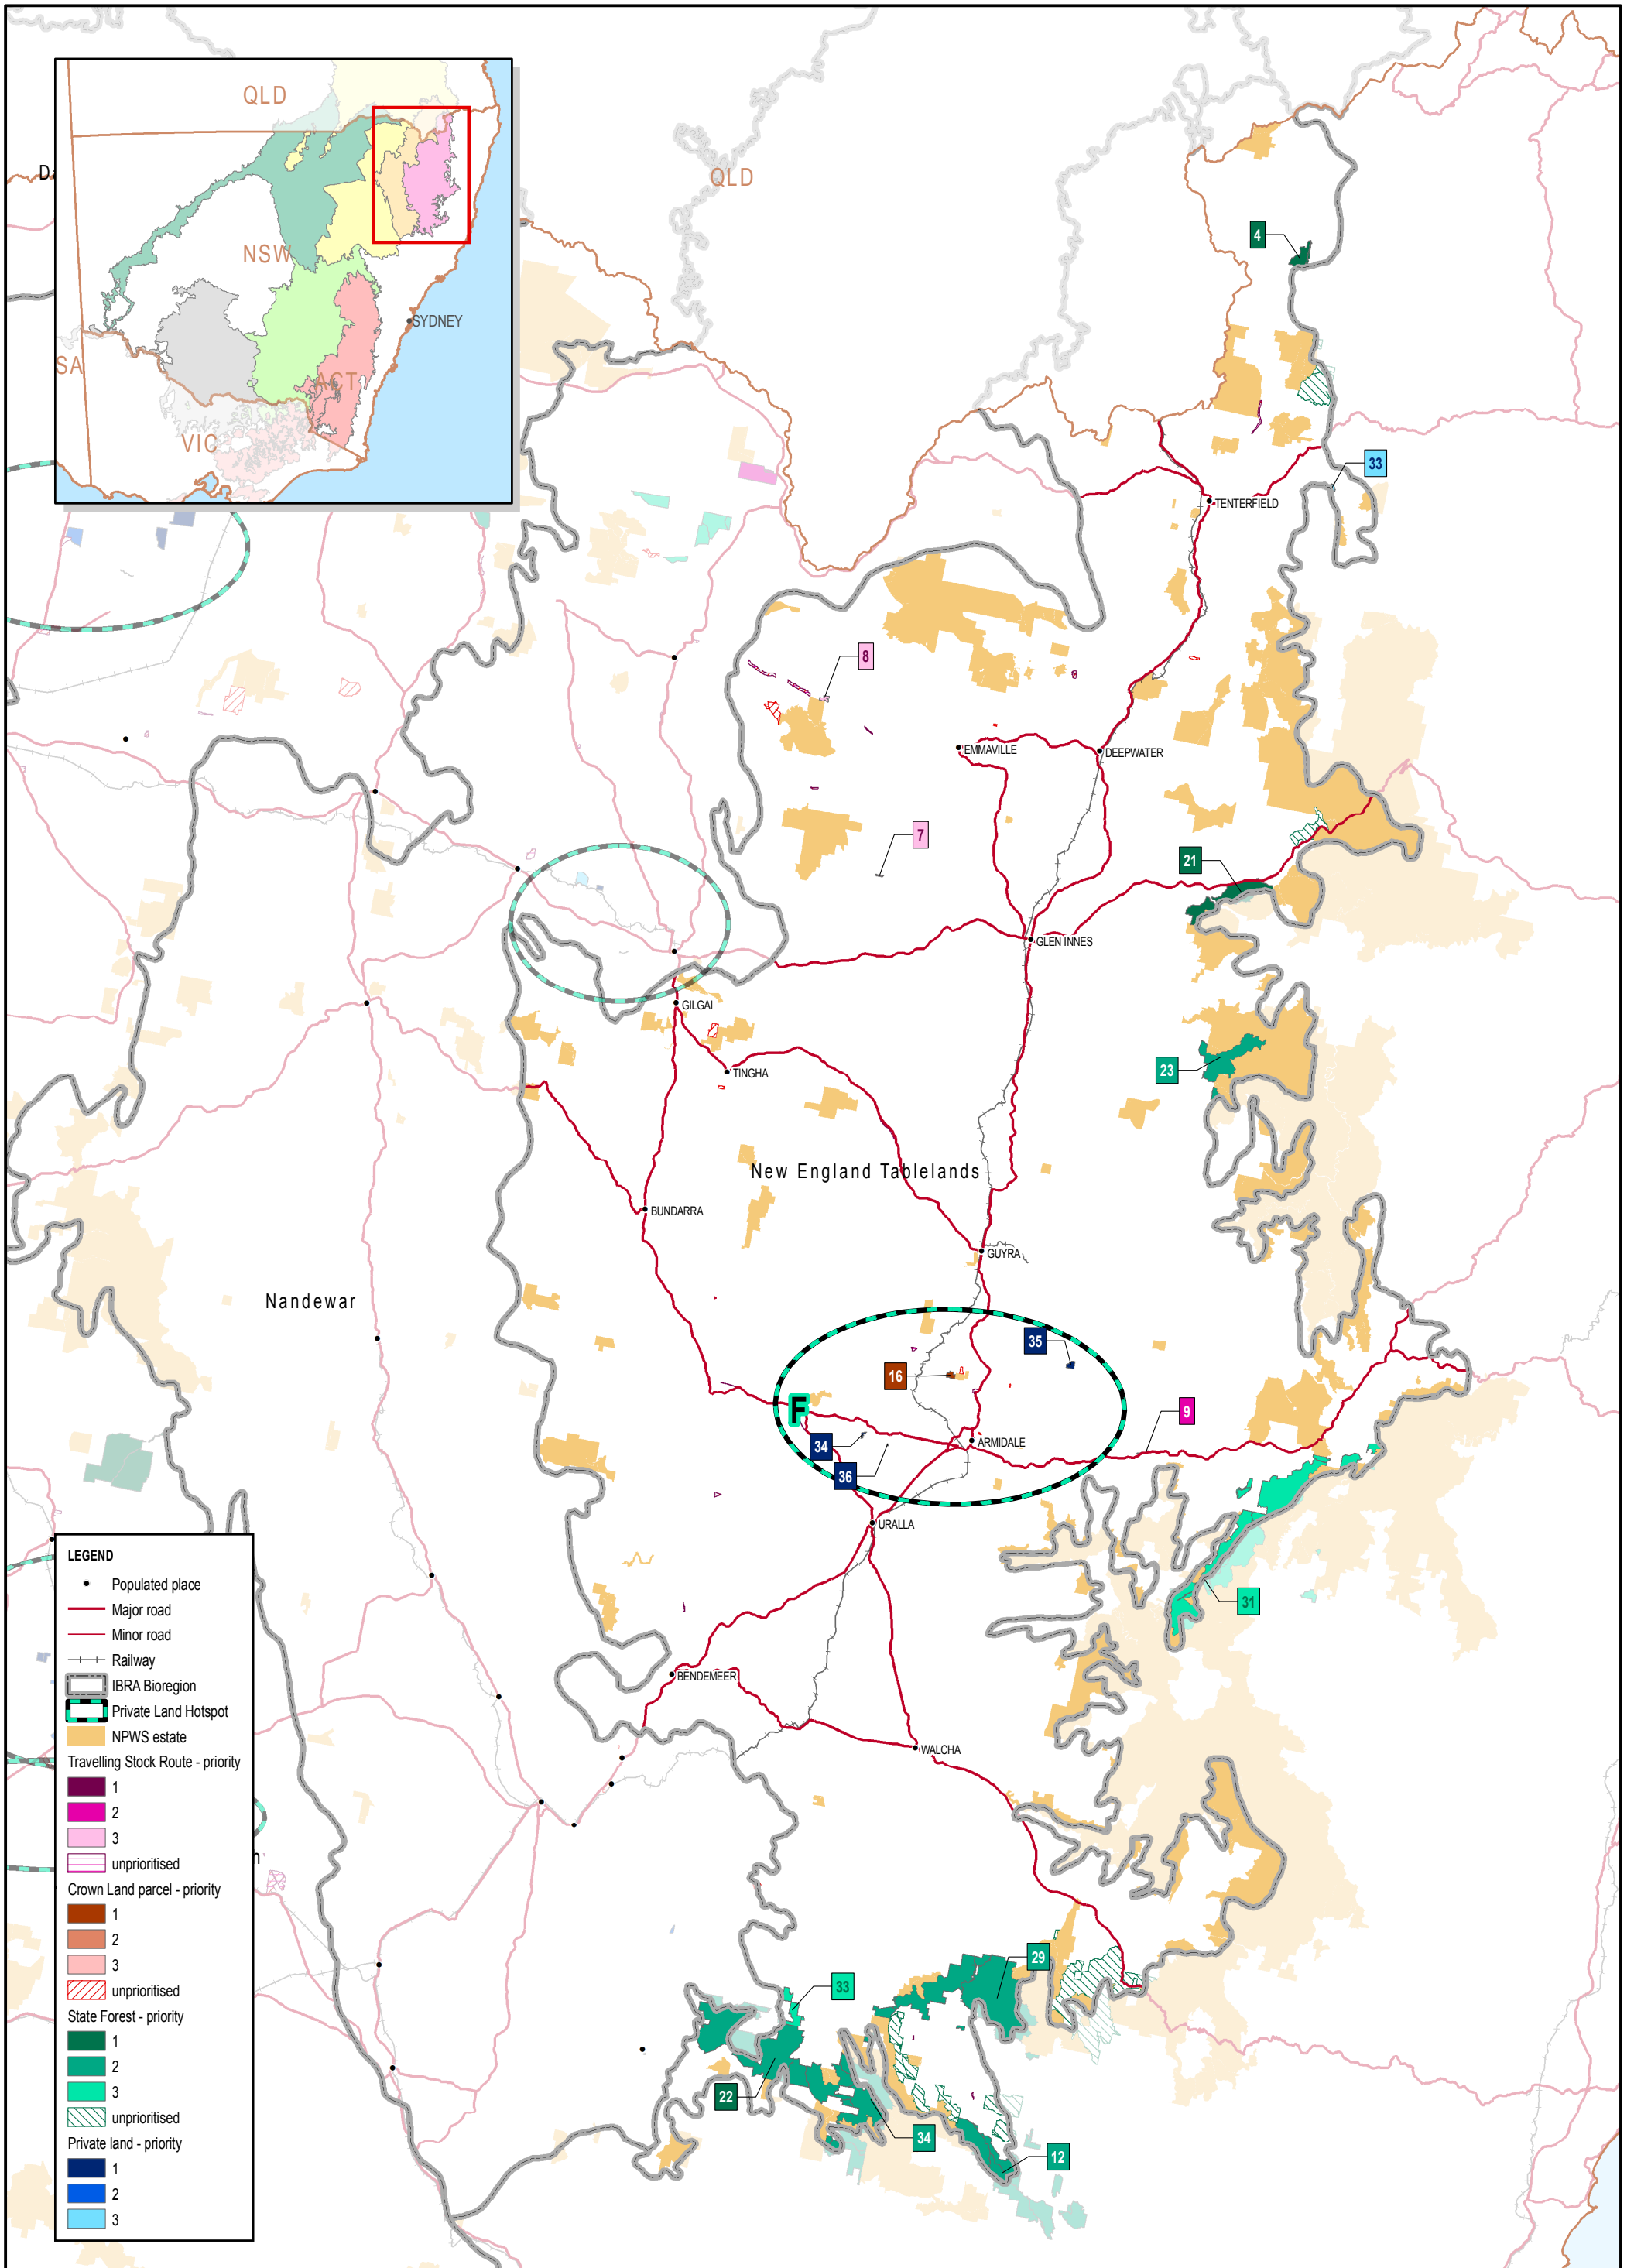 QLD
NSW
SYDNEY
SA
ACT
VIC
QLD
4
33
TENTERFIELD
8
EMMAVILLE
DEEPWATER
7
21
GLEN INNES
GILGAI
23
TINGHA
New England Tablelands
BUNDARRA
GUYRA
Nandewar
35
16
F
9
34
ARMIDALE
36
URALLA
31
BENDEMEER
WALCHA
29
33
22
34
12
LEGEND
Populated place
Major road
Minor road
Railway
IBRA Bioregion
Private Land Hotspot
NPWS estate
Travelling Stock Route - priority
1
2
3
unprioritised
Crown Land parcel - priority
1
2
3
unprioritised
State Forest - priority
1
2
3
unprioritised
Private land - priority
1
2
3